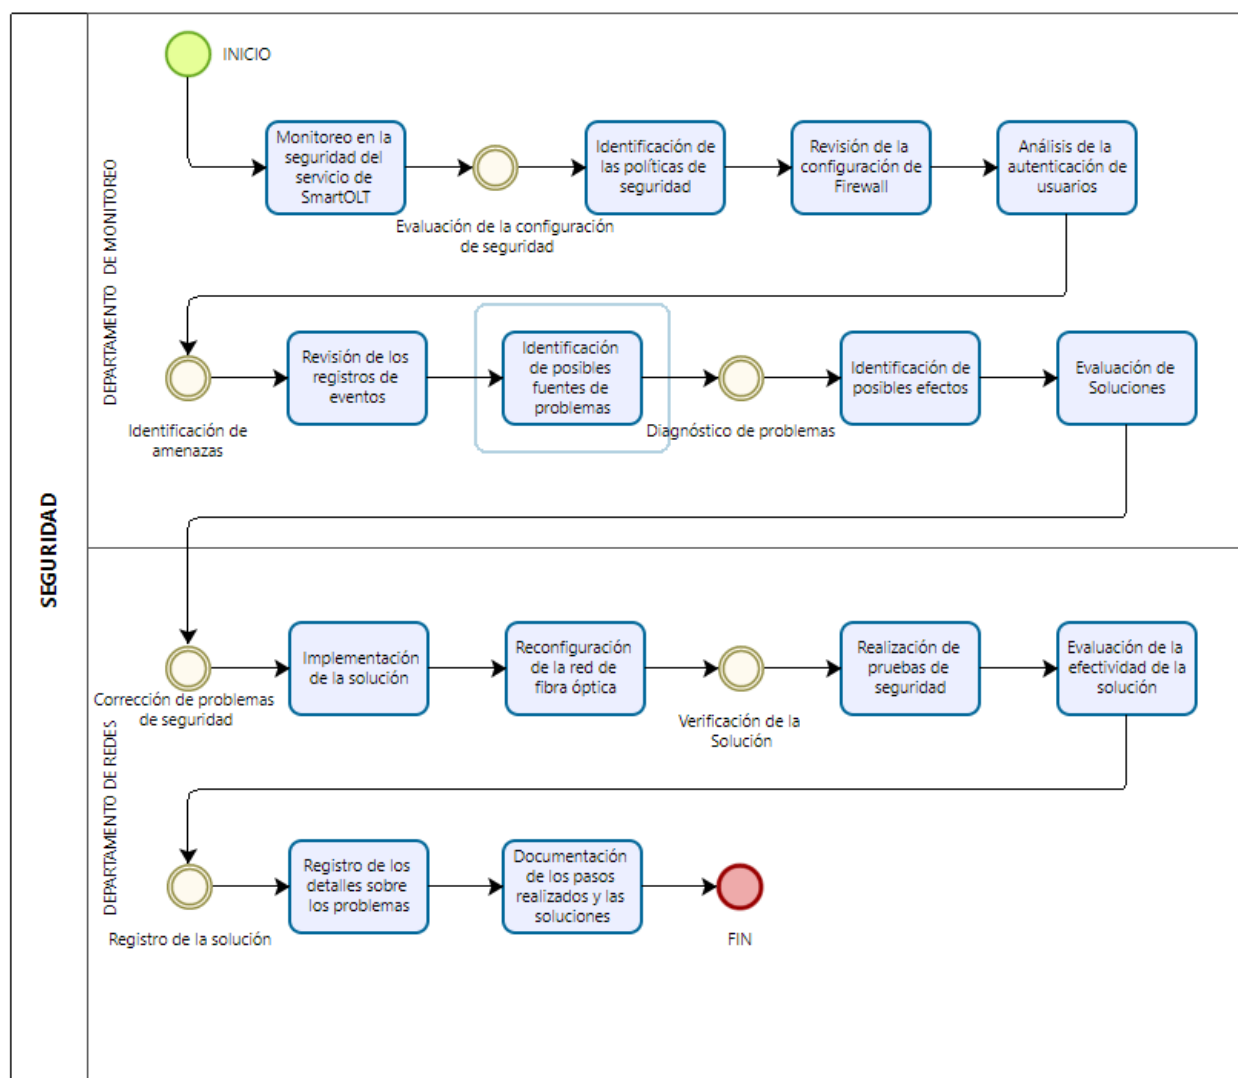 SEGURIDAD
DEPARTAMENTO DE MONITOREO
INICIO
Monitoreo en la
seguridad del
servicio de
SmartOLT
Evaluación de la configuración
de seguridad
Identificación de
las políticas de
seguridad
Revisión de la
configuración de
Firewall
Análisis de la
autenticación de
usuarios
Identificación de
amenazas
Revisión de los
registros de
eventos
Identificación
de posibles
fuentes de
problemas
Diagnóstico de problemas
Identificación de
posibles efectos
Evaluación de
Soluciones
DEPARTAMENTO DE REDES
Corrección de problemas
de seguridad
Implementación
de la solución
Reconfiguración
de la red de
fibra óptica
Verificación de la
Solución
Realización de
pruebas de
seguridad
Evaluación de la
efectividad de la
solución
Registro de la solución
Registro de los
detalles sobre
los problemas
Documentación
de los pasos
realizados y las
soluciones
FIN